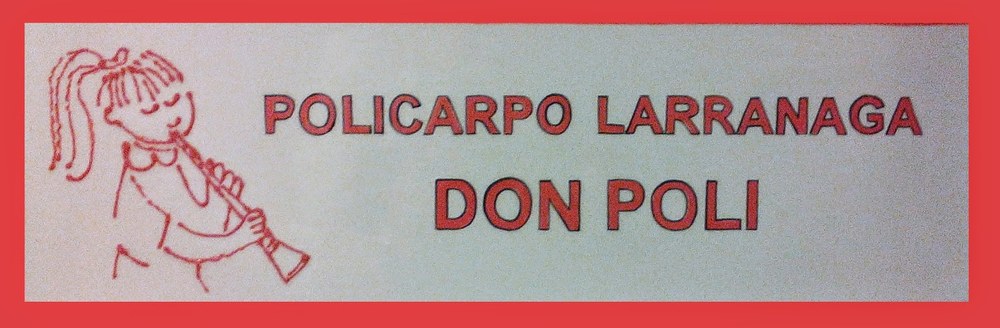 POLICARPO LARRANAGA
DON POLI